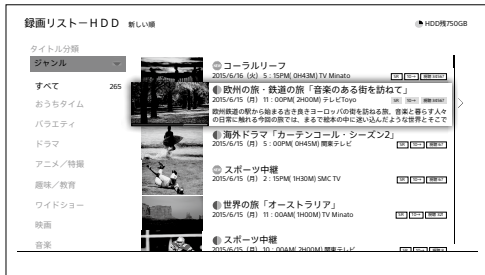 録画リストーHDD 新しい順
HDD残750GB
タイトル分類
ジャンル
すべて 265
おうちタイム
バラエティ
ドラマ
アニメ／特撮
趣味／教育
ワイドショー
映画
音楽
コーラルリーフ
2015/6/16 (火) 5：15PM( 0H43M) TV Minato
欧州の旅・鉄道の旅「音楽のある街を訪ねて」
2015/6/15 (月) 11：00PM( 2H00M) テレビToyo
欧州鉄道の駅から始まる古き良きヨーロッパの街を訪ねる旅、音楽と暮らす人々
の日常に触れる今回の旅では、まるで絵本の中に迷い込んだような世界とそこで
海外ドラマ「カーテンコール・シーズン2」
2015/6/15 (月) 5：00PM( 0H45M) 関東テレビ
スポーツ中継
2015/6/15 (月) 2：15PM( 1H30M) SMC TV
世界の旅「オーストラリア」
2015/6/15 (月) 11：00AM( 1H00M) TV Minato
スポーツ中継
2015/6/15 (月) 10：00AM( 2H00M) 関東テレビ